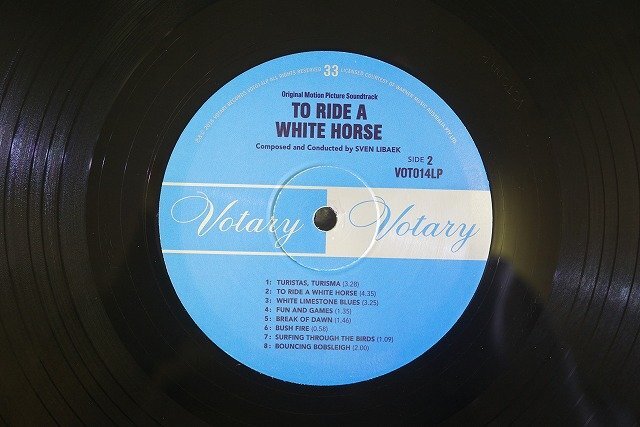 33
Original Motion Picture Soundtrack
TO RIDE A
WHITE HORSE
Composed and Conducted by SVEN LIBAEK
SIDE 2
VOT014LP
Votary Votary
1: TURISTAS, TURISMA (3.28)
2: TO RIDE A WHITE HORSE (4.35)
3: WHITE LIMESTONE BLUES (3.25)
4: FUN AND GAMES (1.35)
5: BREAK OF DAWN (1.46)
6: BUSH FIRE (0.58)
7: SURFING THROUGH THE BIRDS (1.09)
8: BOUNCING BOBSLEIGH (2.00)